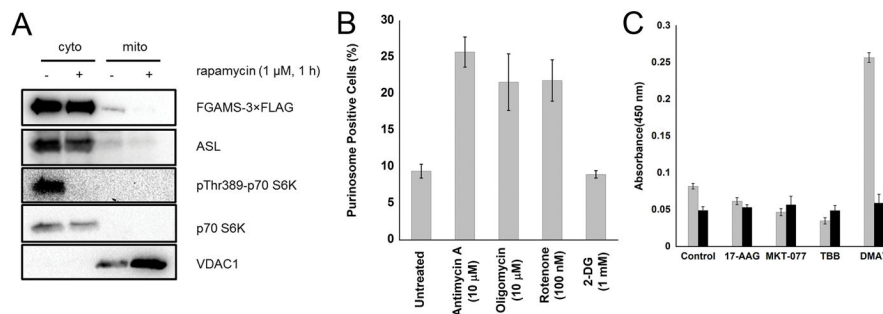 A
cyto
mito
rapamycin (1 µM, 1 h)
-
+
-
+
FGAMS-3×FLAG
ASL
pThr389-p70 S6K
p70 S6K
VDAC1
B
Purinosome Positive Cells (%)
30
25
20
15
10
5
0
Untreated
Antimycin A
(10 µM)
Oligomycin
(10 µM)
Rotenone
(100 nM)
2-DG
(1 mM)
C
Absorbance(450 nm)
0.3
0.25
0.2
0.15
0.1
0.05
0
Control
17-AAG
MKT-077
TBB